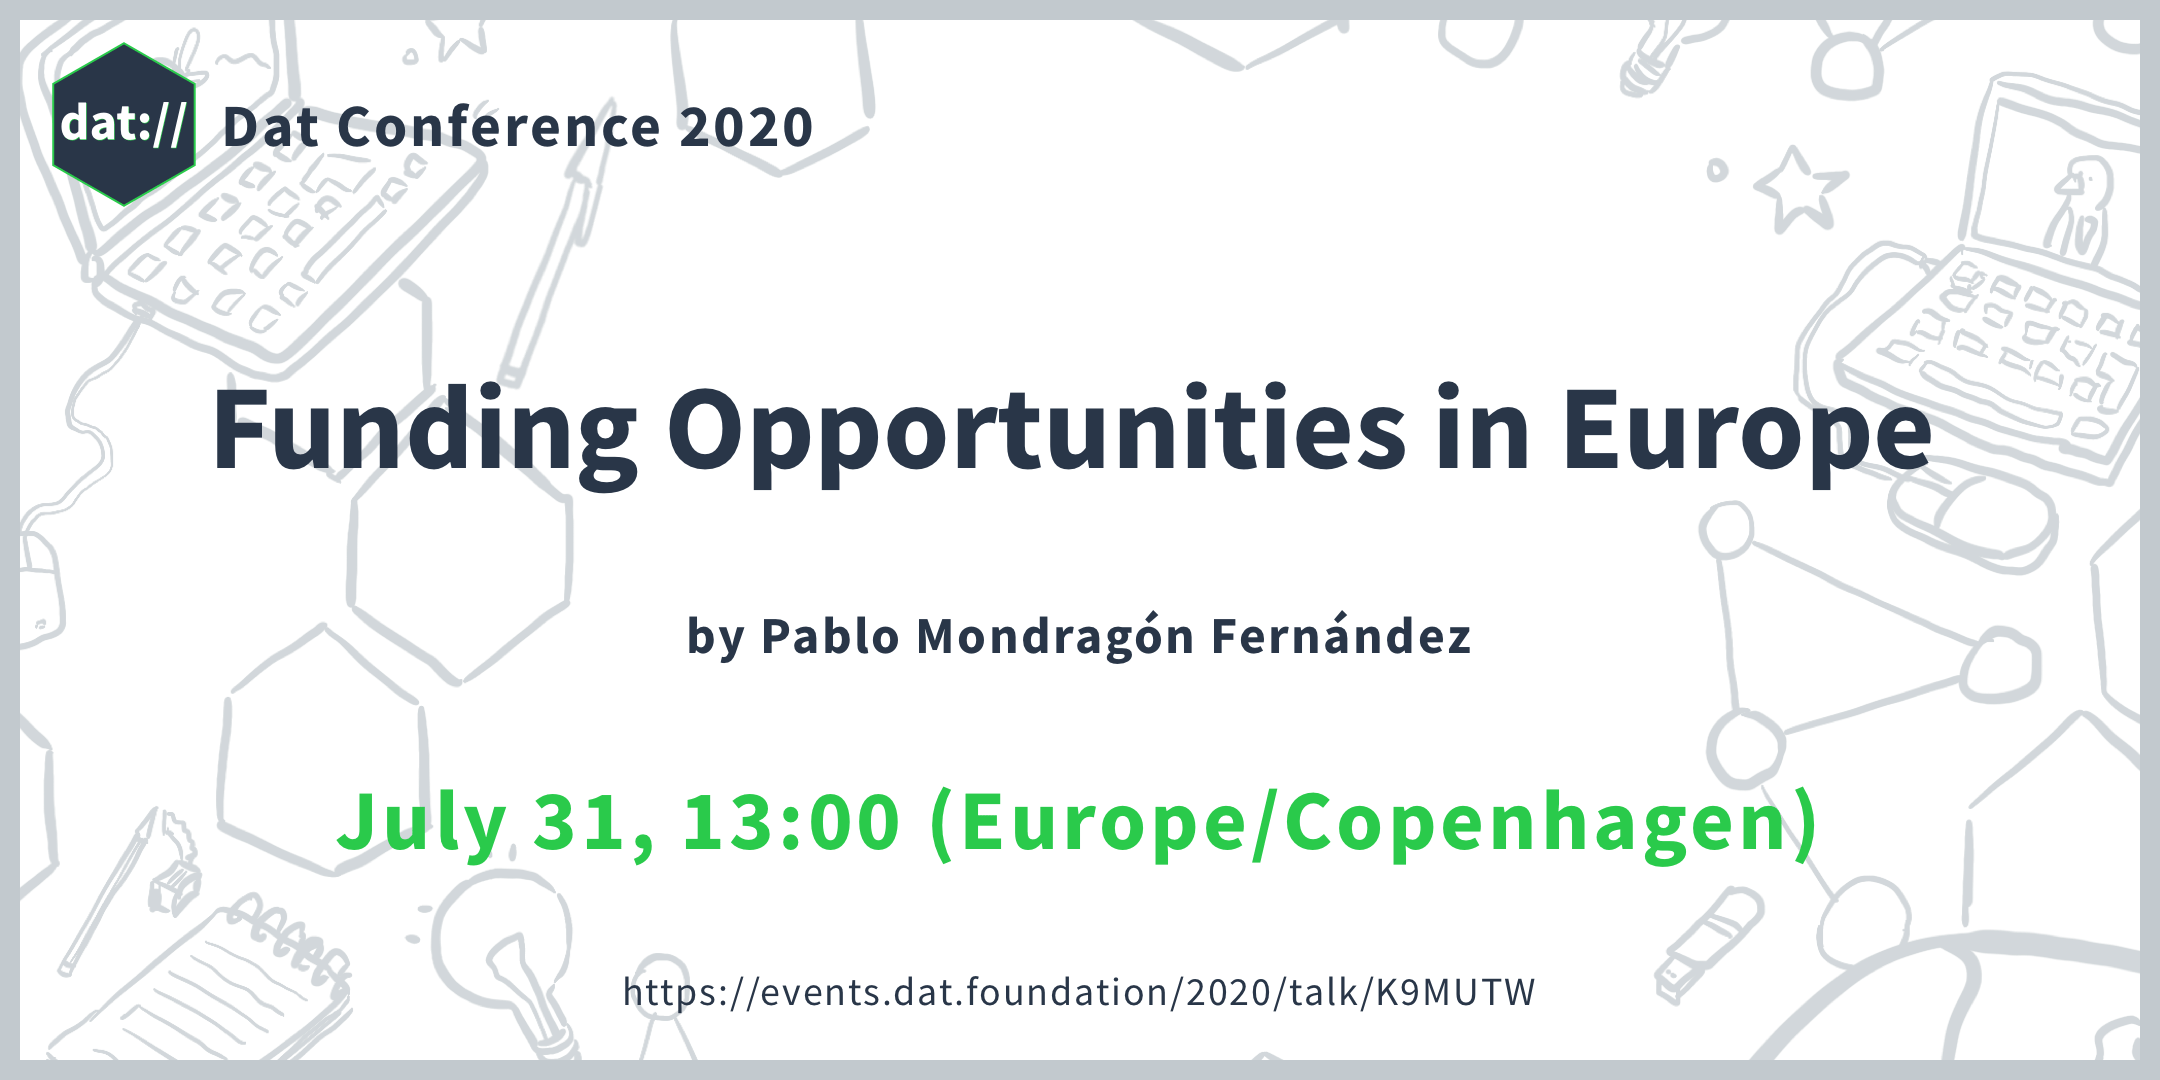 dat://
Dat Conference 2020
Funding Opportunities in Europe
by Pablo Mondragón Fernández
July 31, 13:00 (Europe/Copenhagen)
https://events.dat.foundation/2020/talk/K9MUTW